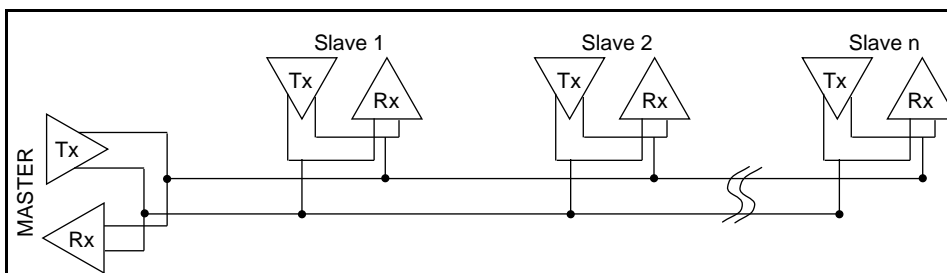 Slave 1
Slave 2
Slave n
Tx
Rx
Tx
Rx
Tx
Rx
MASTER
Tx
Rx